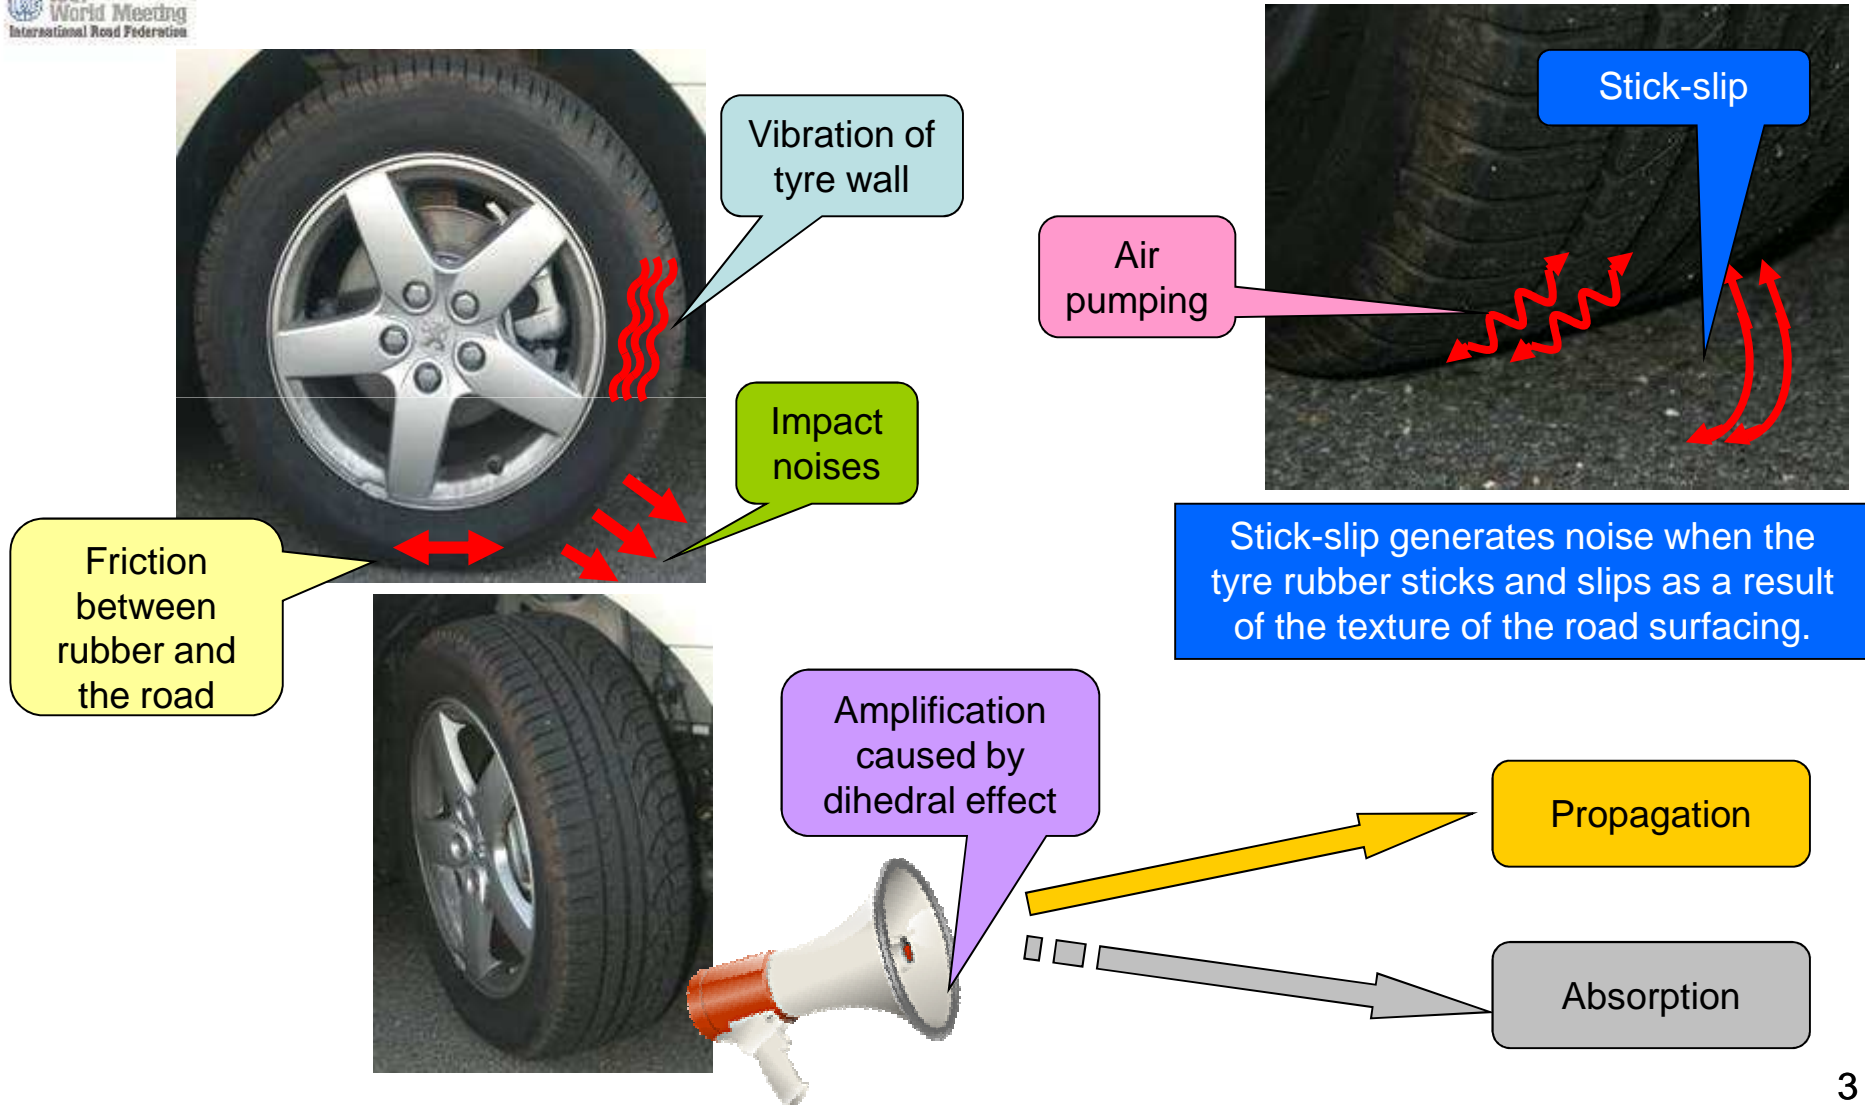 World Meeting
International Road Federation
Vibration of
tyre wall
Stick-slip
Air
pumping
Impact
noises
Friction
between
rubber and
the road
Stick-slip generates noise when the
tyre rubber sticks and slips as a result
of the texture of the road surfacing.
Amplification
caused by
dihedral effect
Propagation
Absorption
3